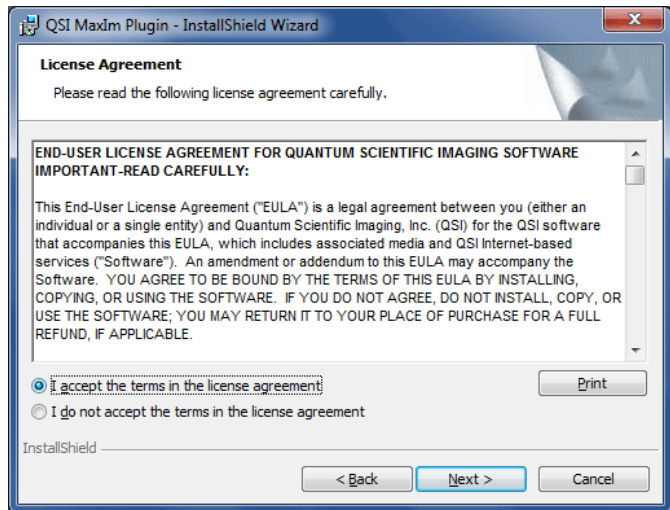 QSI MaxIm Plugin - InstallShield Wizard
License Agreement
Please read the following license agreement carefully.
END-USER LICENSE AGREEMENT FOR QUANTUM SCIENTIFIC IMAGING SOFTWARE
IMPORTANT-READ CAREFULLY:
This End-User License Agreement ("EULA") is a legal agreement between you (either an
individual or a single entity) and Quantum Scientific Imaging, Inc. (QSI) for the QSI software
that accompanies this EULA, which includes associated media and QSI Internet-based
services ("Software").  An amendment or addendum to this EULA may accompany the
Software.  YOU AGREE TO BE BOUND BY THE TERMS OF THIS EULA BY INSTALLING,
COPYING, OR USING THE SOFTWARE.  IF YOU DO NOT AGREE, DO NOT INSTALL, COPY, OR
USE THE SOFTWARE; YOU MAY RETURN IT TO YOUR PLACE OF PURCHASE FOR A FULL
REFUND, IF APPLICABLE.
I accept the terms in the license agreement
Print
I do not accept the terms in the license agreement
InstallShield
< Back
Next >
Cancel